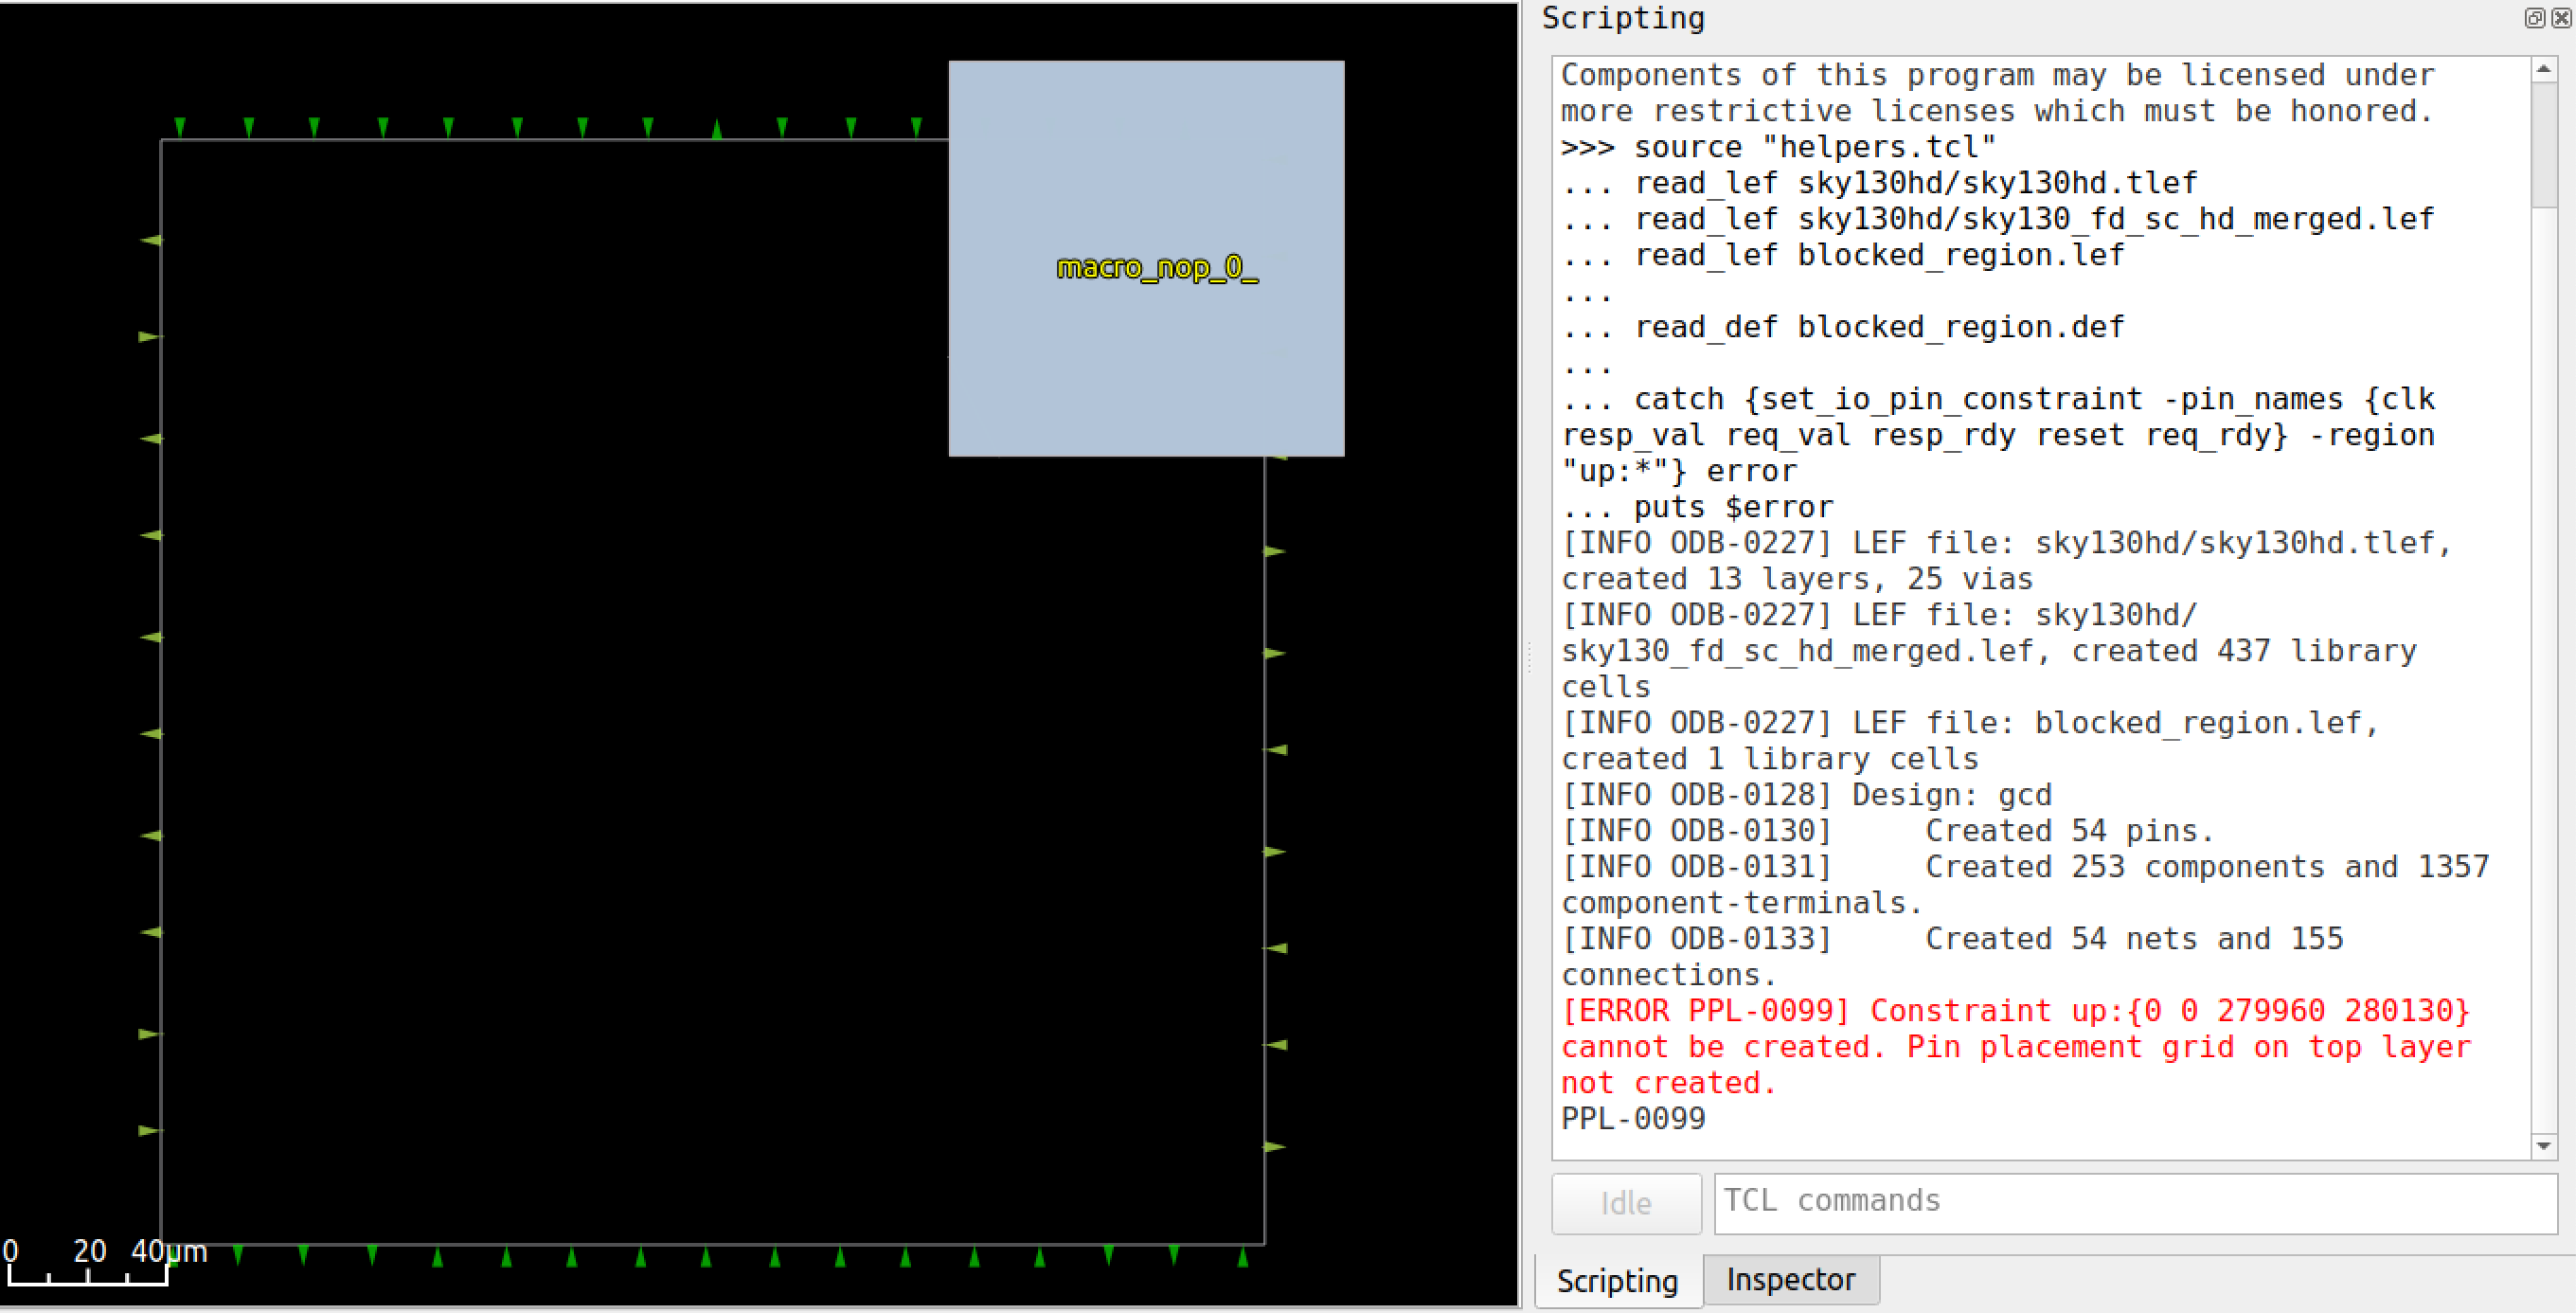 macro_nop_0_
0 20 40μm
Scripting
Components of this program may be licensed under
more restrictive licenses which must be honored.
>>> source "helpers.tcl"
... read_lef sky130hd/sky130hd.tlef
... read_lef sky130hd/sky130_fd_sc_hd_merged.lef
... read_lef blocked_region.lef
...
... read_def blocked_region.def
...
... catch {set_io_pin_constraint -pin_names {clk
resp_val req_val resp_rdy reset req_rdy} -region
"up:*"} error
... puts $error
[INFO ODB-0227] LEF file: sky130hd/sky130hd.tlef,
created 13 layers, 25 vias
[INFO ODB-0227] LEF file: sky130hd/
sky130_fd_sc_hd_merged.lef, created 437 library
cells
[INFO ODB-0227] LEF file: blocked_region.lef,
created 1 library cells
[INFO ODB-0128] Design: gcd
[INFO ODB-0130]     Created 54 pins.
[INFO ODB-0131]     Created 253 components and 1357
component-terminals.
[INFO ODB-0133]     Created 54 nets and 155
connections.
[ERROR PPL-0099] Constraint up:{0 0 279960 280130}
cannot be created. Pin placement grid on top layer
not created.
PPL-0099
Idle
TCL commands
Scripting
Inspector